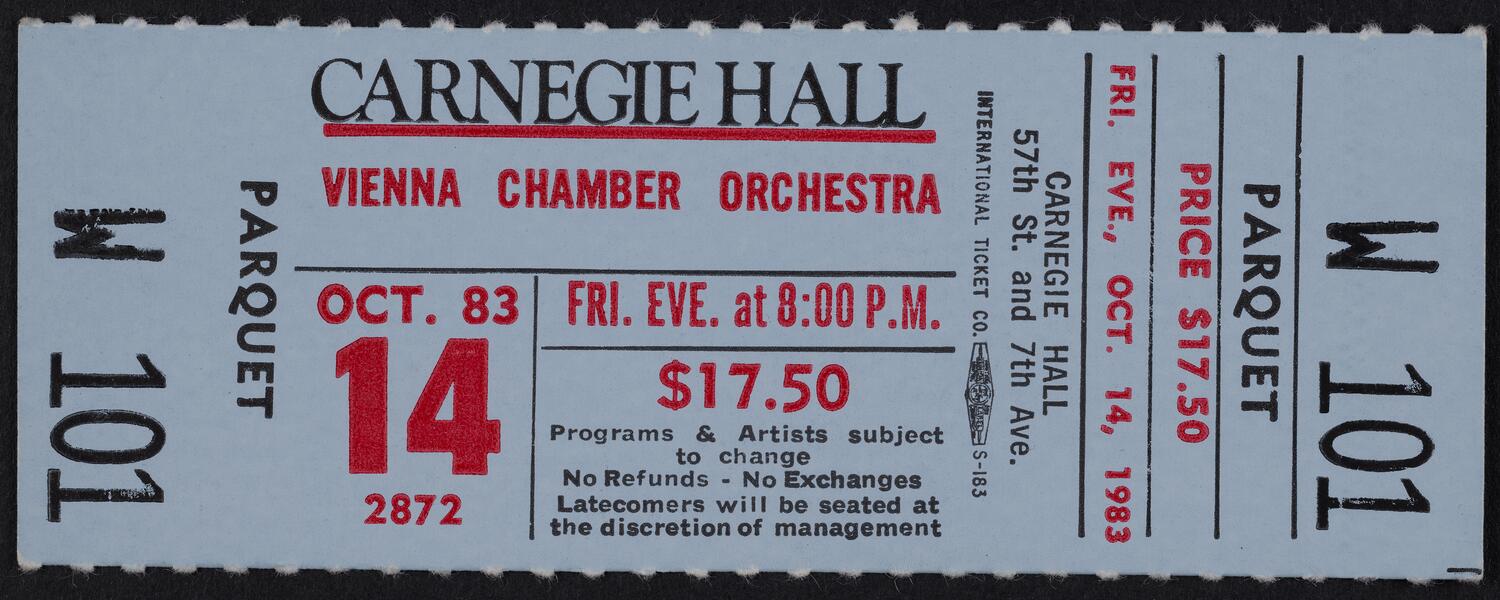 W 101
PARQUET
CARNEGIE HALL
VIENNA CHAMBER ORCHESTRA
OCT. 83
14
2872
FRI. EVE. at 8:00 P.M.
$17.50
Programs & Artists subject
to change
No Refunds - No Exchanges
Latecomers will be seated at
the discretion of management
INTERNATIONAL TICKET CO. S-183
CARNEGIE HALL
57th St. and 7th Ave.
FRI. EVE., OCT. 14, 1983
PRICE $17.50
PARQUET
W 101